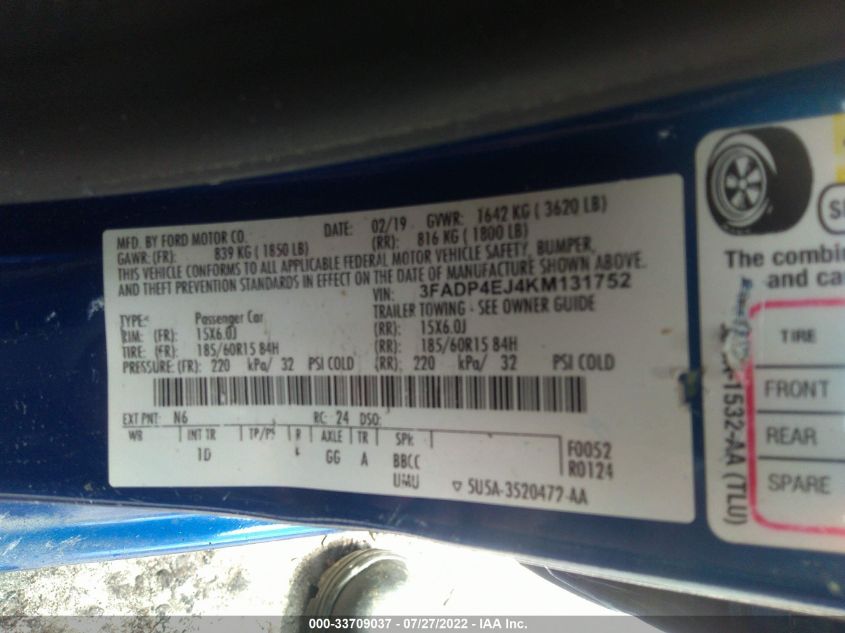 MFD. BY FORD MOTOR CO. DATE: 02/19 GVWR: 1642 KG ( 3620 LB)
GAWR: (FR): 839 KG ( 1850 LB) (RR): 816 KG ( 1800 LB)
THIS VEHICLE CONFORMS TO ALL APPLICABLE FEDERAL MOTOR VEHICLE SAFETY, BUMPER,
AND THEFT PREVENTION STANDARDS IN EFFECT ON THE DATE OF MANUFACTURE SHOWN ABOVE.
VIN: 3FADP4EJ4KM131752
TYPE: Passenger Car TRAILER TOWING - SEE OWNER GUIDE
RIM: (FR): 15X6.0J (RR): 15X6.0J
TIRE: (FR): 185/60R15 84H (RR): 185/60R15 84H
PRESSURE: (FR): 220 kPa/ 32 PSI COLD (RR): 220 kPa/ 32 PSI COLD
EXT PNT: N6 RC: 24 DSO:
WB INT TR TP/PS R AXLE TR SPR F0052
1D GG A BBCC R0124
UMU 5U5A-3520472-AA
The combin
and ca
TIRE
FRONT
REAR
SPARE
1532-AA (TLU)
000-33709037 - 07/27/2022 - IAA Inc.